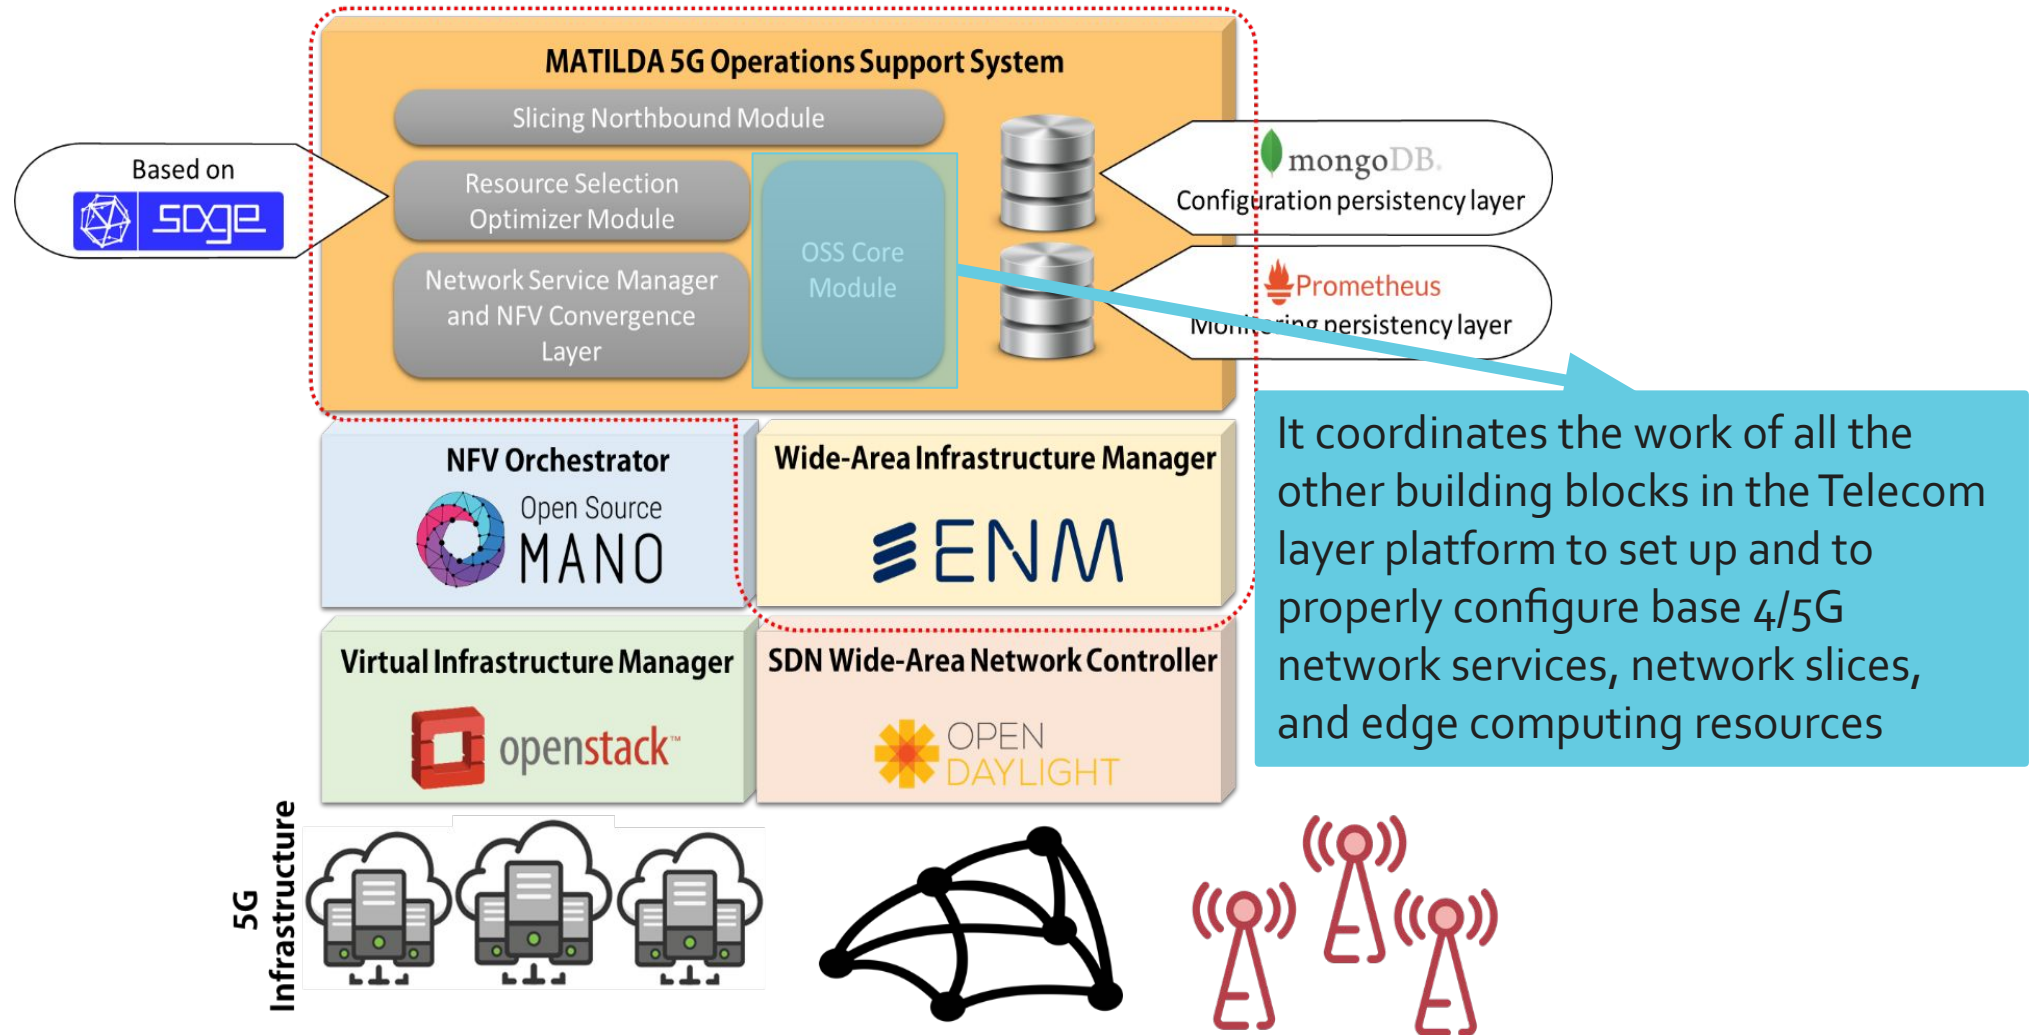 MATILDA 5G Operations Support System
Slicing Northbound Module
Based on
Resource Selection
Optimizer Module
Network Service Manager
and NFV Convergence
Layer
OSS Core
Module
mongoDB.
Configuration persistency layer
Prometheus
Monitoring persistency layer
It coordinates the work of all the
other building blocks in the Telecom
layer platform to set up and to
properly configure base 4/5G
network services, network slices,
and edge computing resources
NFV Orchestrator
Open Source
MANO
Wide-Area Infrastructure Manager
ENM
Virtual Infrastructure Manager
openstack™
SDN Wide-Area Network Controller
OPEN
DAYLIGHT
5G
Infrastructure